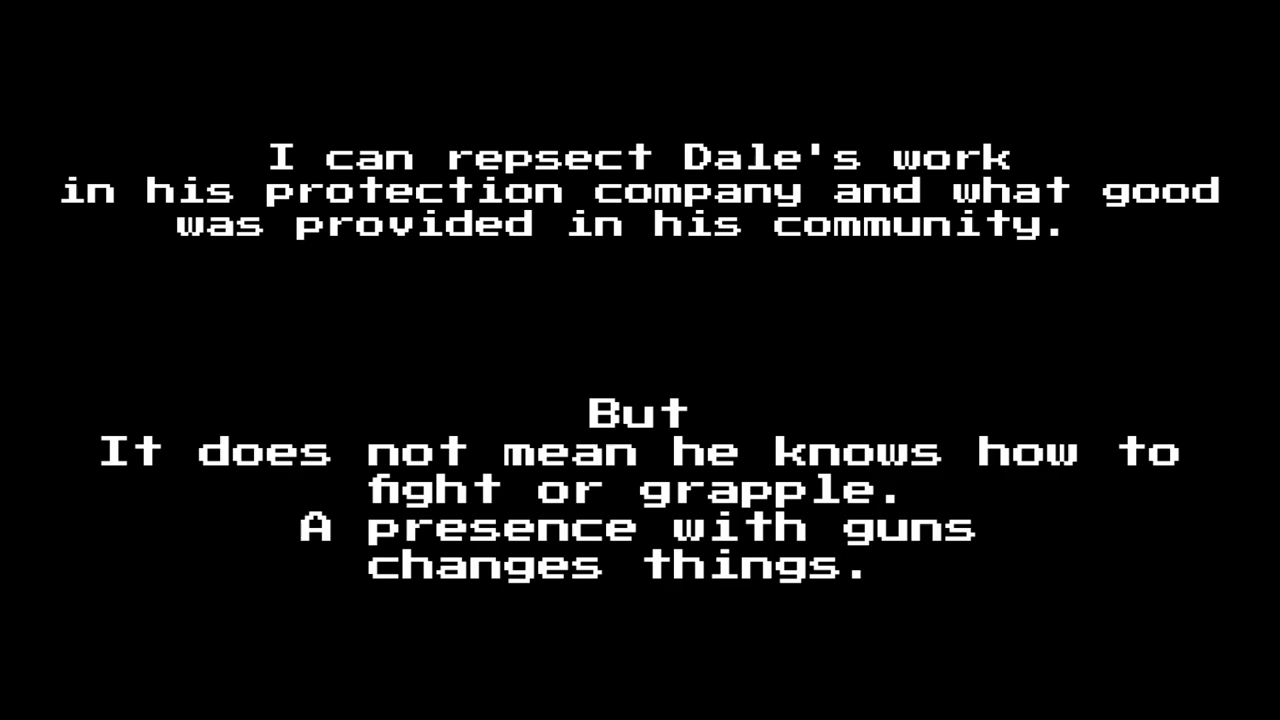 I can repsect Dale's work
in his protection company and what good
was provided in his community.
But
It does not mean he knows how to
fight or grapple.
A presence with guns
changes things.